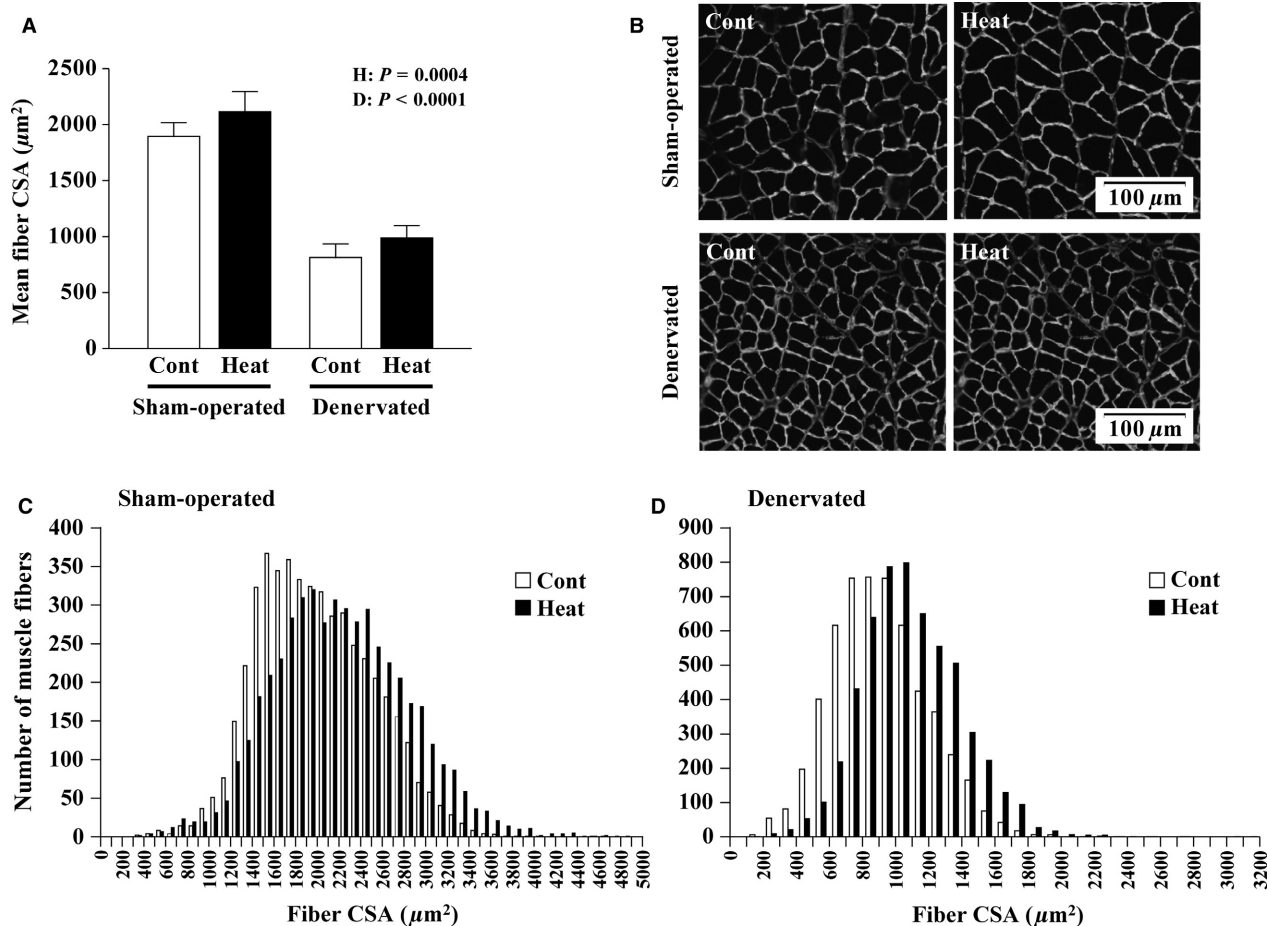 A
2500
2000
1500
1000
500
0
Mean fiber CSA (µm²)
H: P = 0.0004
D: P < 0.0001
Cont Heat Cont Heat
Sham-operated Denervated
B
Sham-operated
Cont
Heat
100 µm
Denervated
Cont
Heat
100 µm
C
Sham-operated
400
350
300
250
200
150
100
50
0
Number of muscle fibers
Cont
Heat
0 200 400 600 800 1000 1200 1400 1600 1800 2000 2200 2400 2600 2800 3000 3200 3400 3600 3800 4000 4200 4400 4600 4800 5000
Fiber CSA (µm²)
D
Denervated
900
800
700
600
500
400
300
200
100
0
Cont
Heat
0 200 400 600 800 1000 1200 1400 1600 1800 2000 2200 2400 2600 2800 3000 3200
Fiber CSA (µm²)